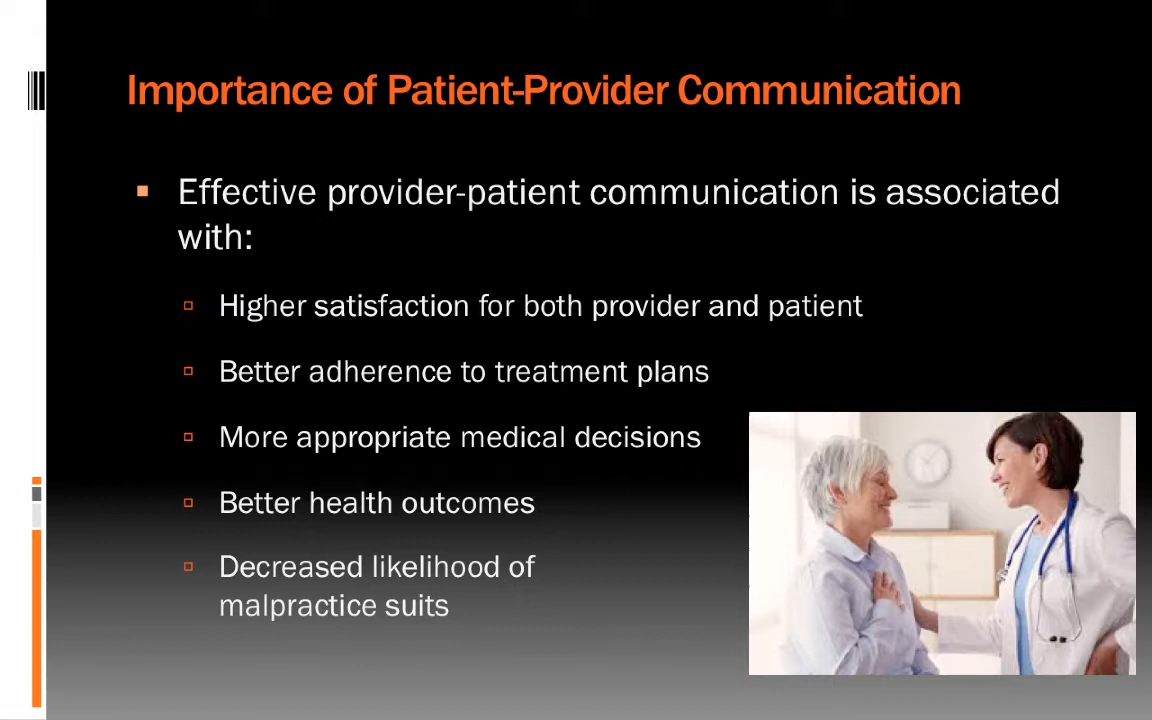 Importance of Patient-Provider Communication
Effective provider-patient communication is associated
with:
Higher satisfaction for both provider and patient
Better adherence to treatment plans
More appropriate medical decisions
Better health outcomes
Decreased likelihood of
malpractice suits